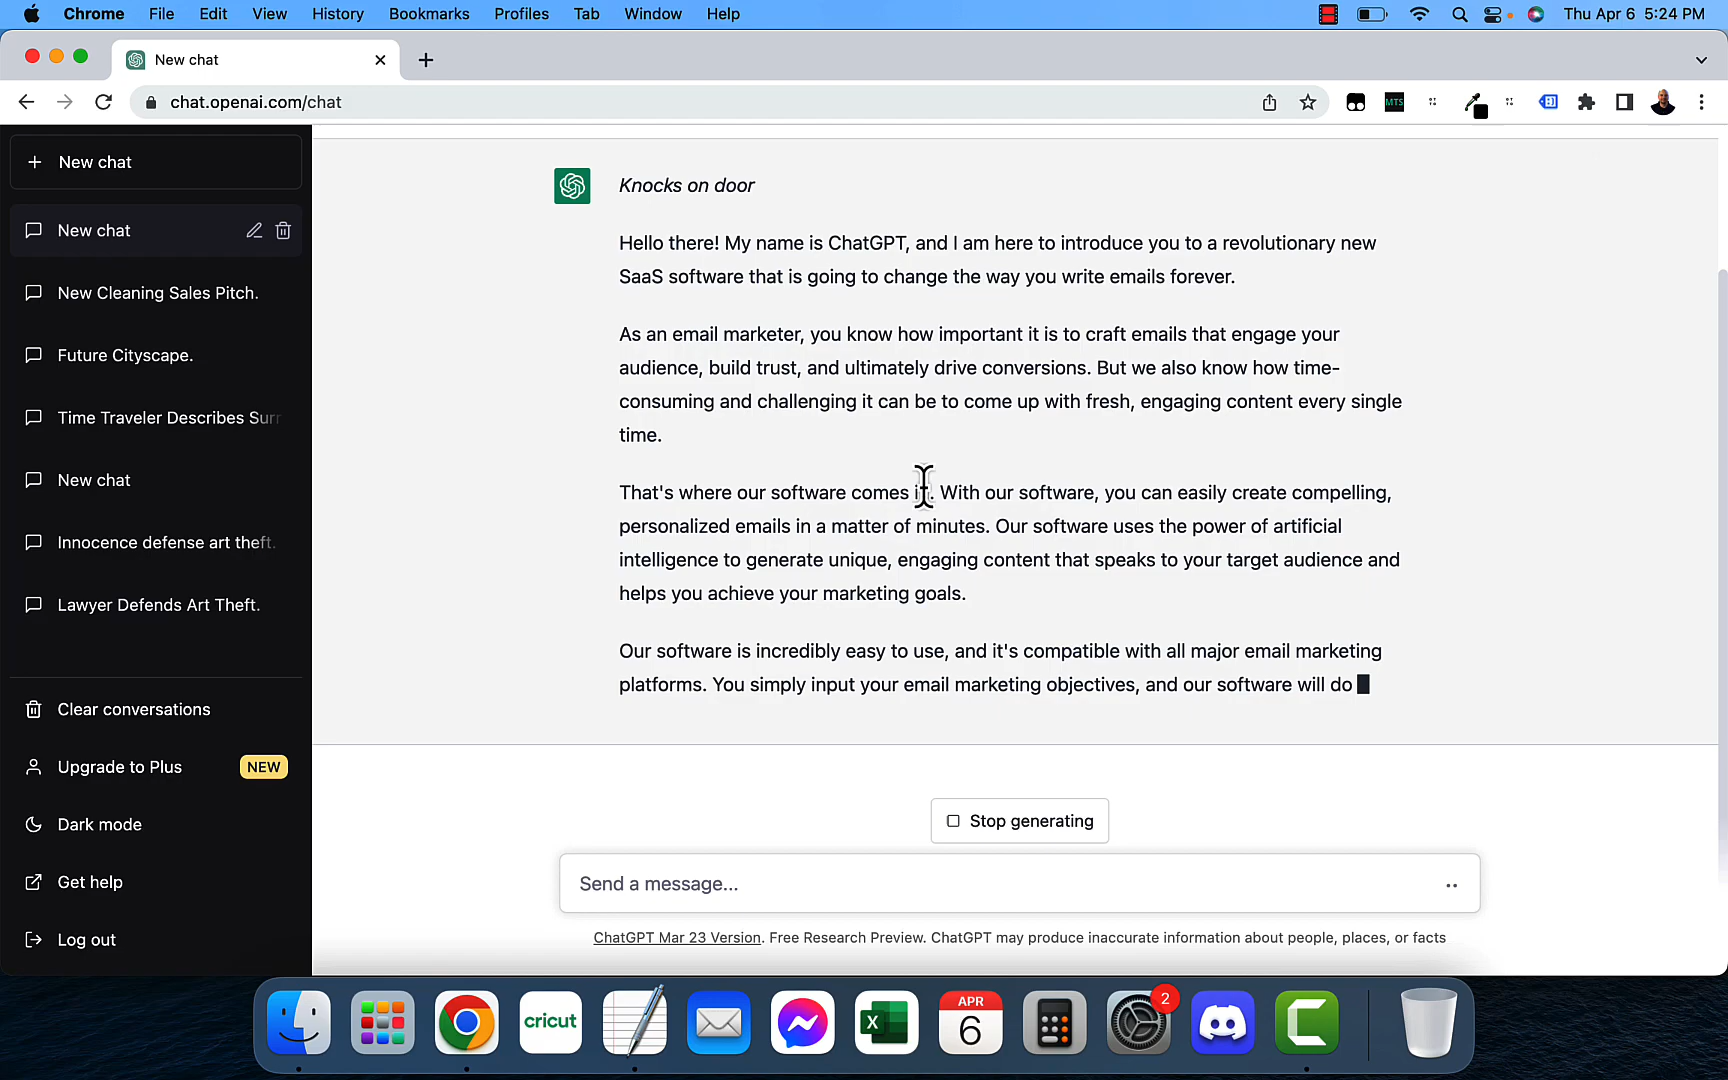 Chrome File Edit View History Bookmarks Profiles Tab Window Help Thu Apr 6 5:24 PM
New chat
chat.openai.com/chat
MTS
New chat
New chat
New Cleaning Sales Pitch.
Future Cityscape.
Time Traveler Describes Surr
New chat
Innocence defense art theft.
Lawyer Defends Art Theft.
Clear conversations
Upgrade to Plus NEW
Dark mode
Get help
Log out
Knocks on door
Hello there! My name is ChatGPT, and I am here to introduce you to a revolutionary new
SaaS software that is going to change the way you write emails forever.
As an email marketer, you know how important it is to craft emails that engage your
audience, build trust, and ultimately drive conversions. But we also know how time-
consuming and challenging it can be to come up with fresh, engaging content every single
time.
That's where our software comes in. With our software, you can easily create compelling,
personalized emails in a matter of minutes. Our software uses the power of artificial
intelligence to generate unique, engaging content that speaks to your target audience and
helps you achieve your marketing goals.
Our software is incredibly easy to use, and it's compatible with all major email marketing
platforms. You simply input your email marketing objectives, and our software will do
Stop generating
Send a message...
ChatGPT Mar 23 Version. Free Research Preview. ChatGPT may produce inaccurate information about people, places, or facts
cricut
X
APR
6
2